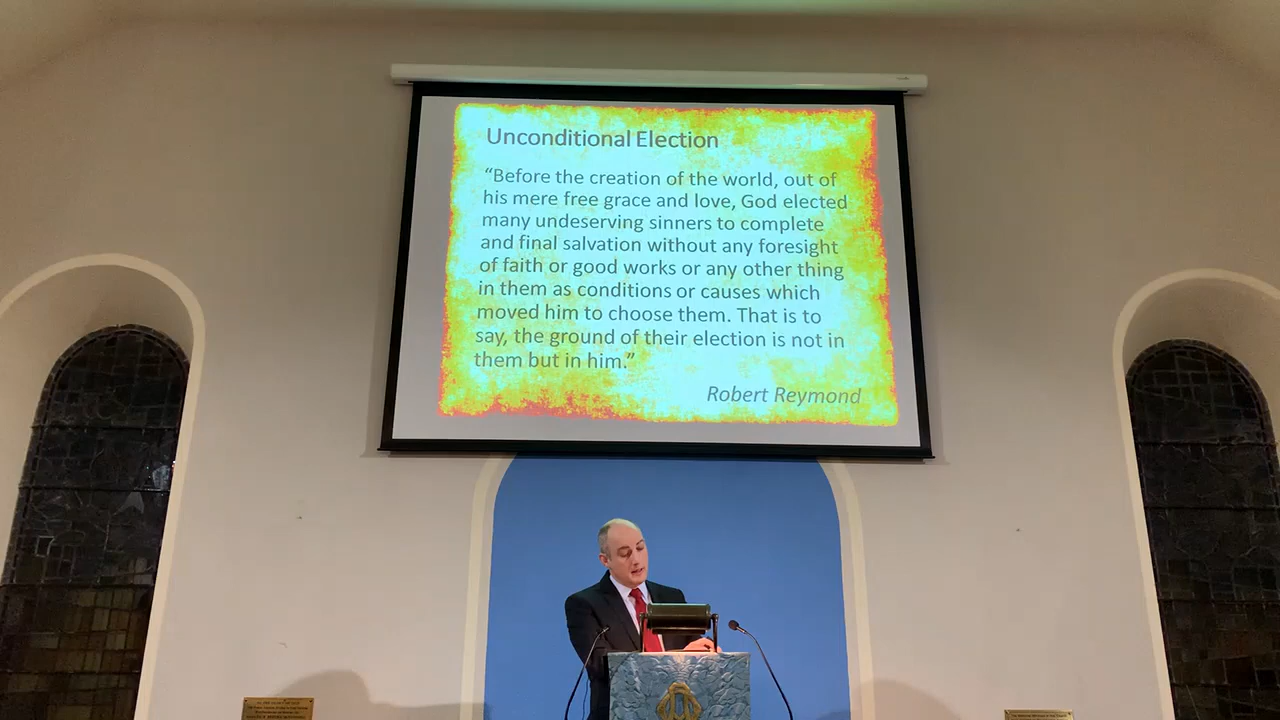 Unconditional Election
“Before the creation of the world, out of
his mere free grace and love, God elected
many undeserving sinners to complete
and final salvation without any foresight
of faith or good works or any other thing
in them as conditions or causes which
moved him to choose them. That is to
say, the ground of their election is not in
them but in him.”
Robert Reymond